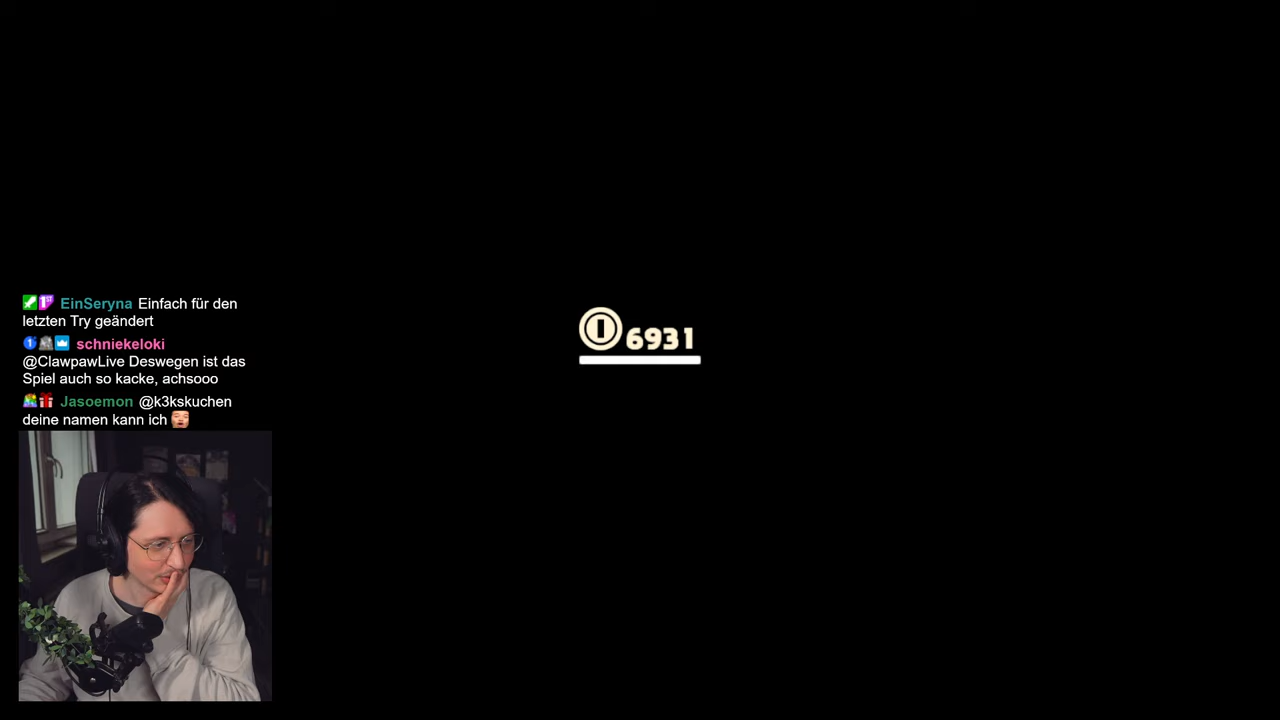 EinSeryna Einfach für den
letzten Try geändert
schniekeloki
@ClawpawLive Deswegen ist das
Spiel auch so kacke, achsooo
Jasoemon @k3kskuchen
deine namen kann ich
6931